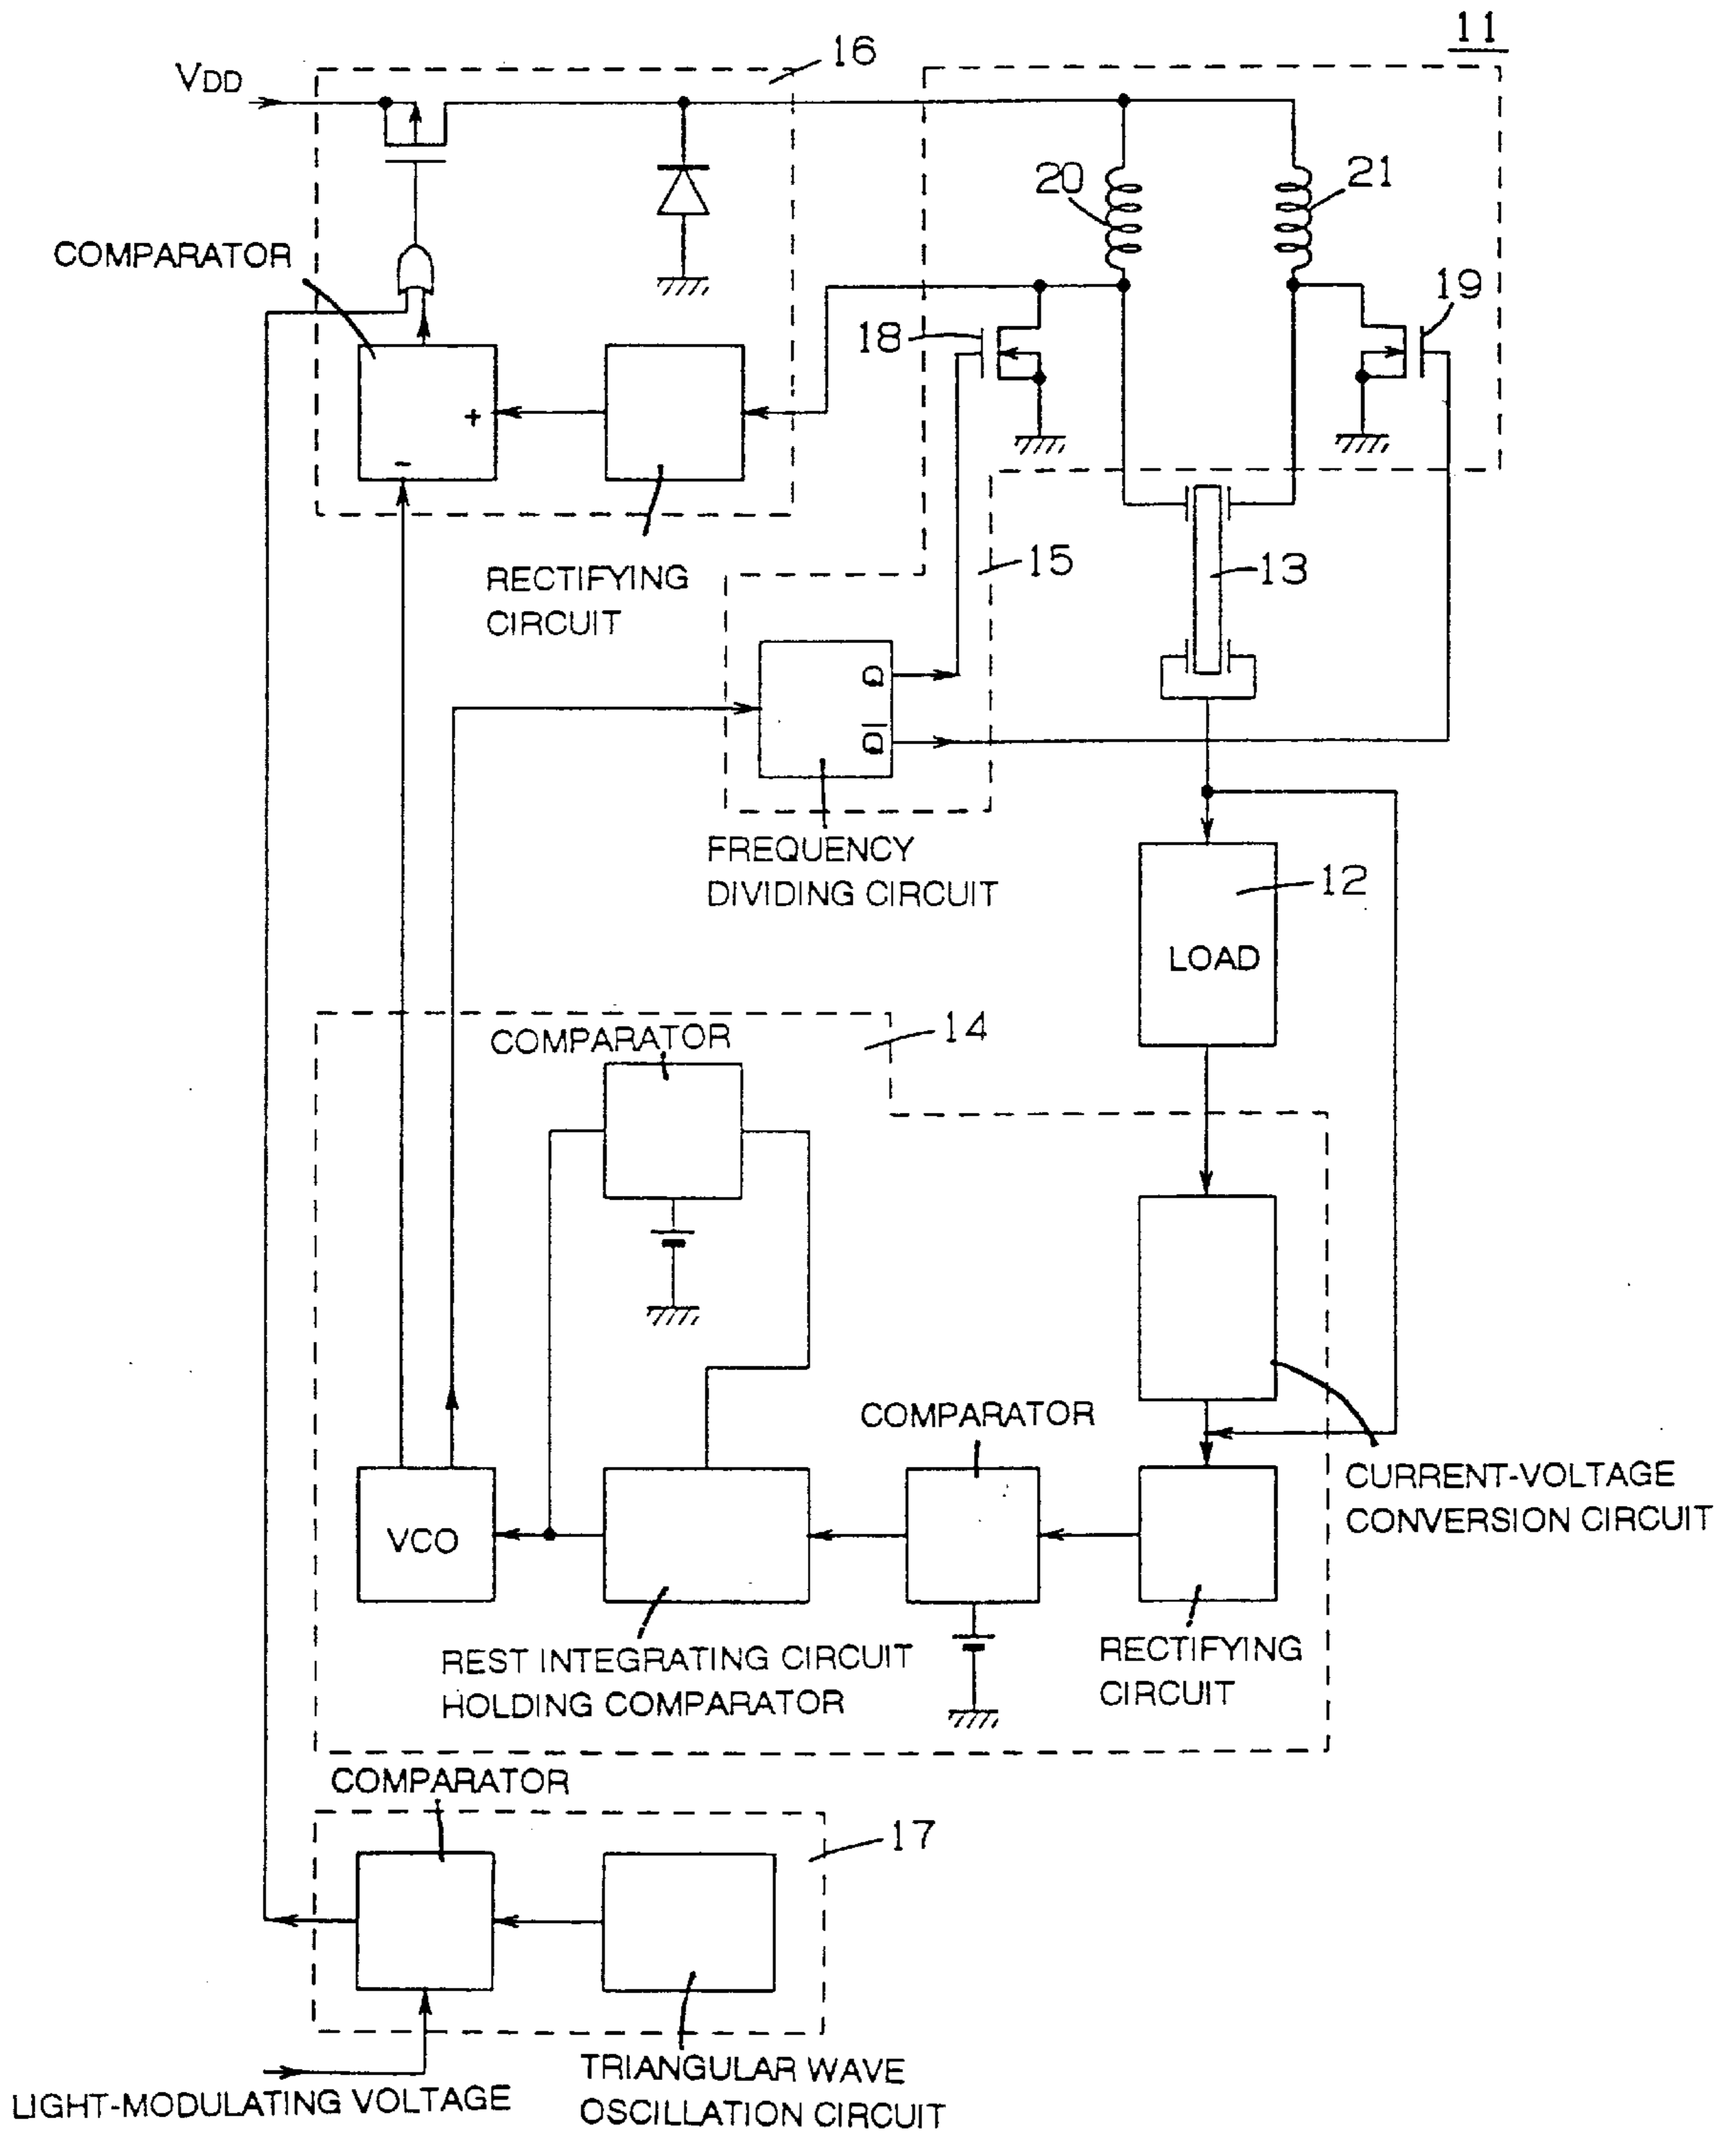 11
16
VDD
20
21
COMPARATOR
19
18
+
-
15
13
RECTIFYING
CIRCUIT
Q
Q̅
FREQUENCY
DIVIDING CIRCUIT
12
LOAD
14
COMPARATOR
COMPARATOR
CURRENT-VOLTAGE
CONVERSION CIRCUIT
VCO
REST INTEGRATING CIRCUIT
HOLDING COMPARATOR
RECTIFYING
CIRCUIT
COMPARATOR
17
TRIANGULAR WAVE
OSCILLATION CIRCUIT
LIGHT-MODULATING VOLTAGE